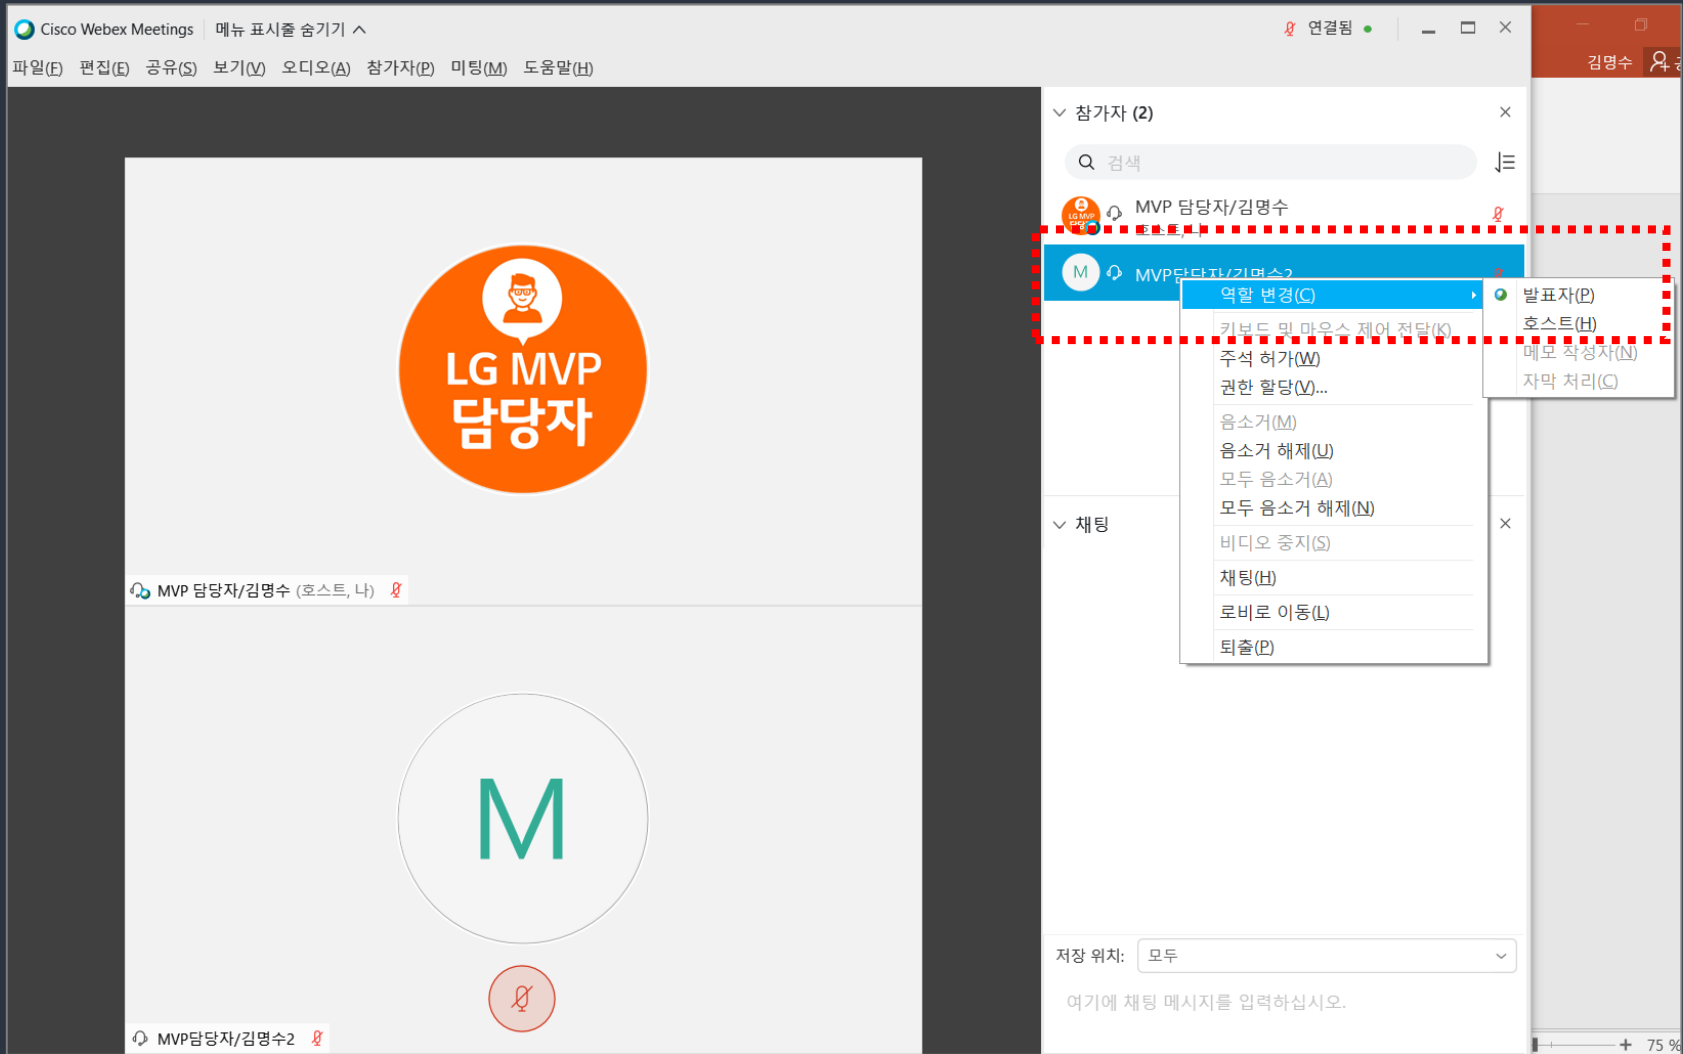 Cisco Webex Meetings 메뉴 표시줄 숨기기
연결됨
파일(F) 편집(E) 공유(S) 보기(V) 오디오(A) 참가자(P) 미팅(M) 도움말(H)
김명수
참가자 (2)
검색
LG MVP
MVP 담당자/김명수
호스트, 나
M MVP담당자/김명수2
역할 변경(C)
키보드 및 마우스 제어 전달(K)
주석 허가(W)
권한 할당(V)...
음소거(M)
음소거 해제(U)
모두 음소거(A)
모두 음소거 해제(N)
비디오 중지(S)
채팅(H)
로비로 이동(L)
퇴출(P)
발표자(P)
호스트(H)
메모 작성자(N)
자막 처리(C)
LG MVP
담당자
MVP 담당자/김명수 (호스트, 나)
M
MVP담당자/김명수2
채팅
저장 위치: 모두
여기에 채팅 메시지를 입력하십시오.
75 %